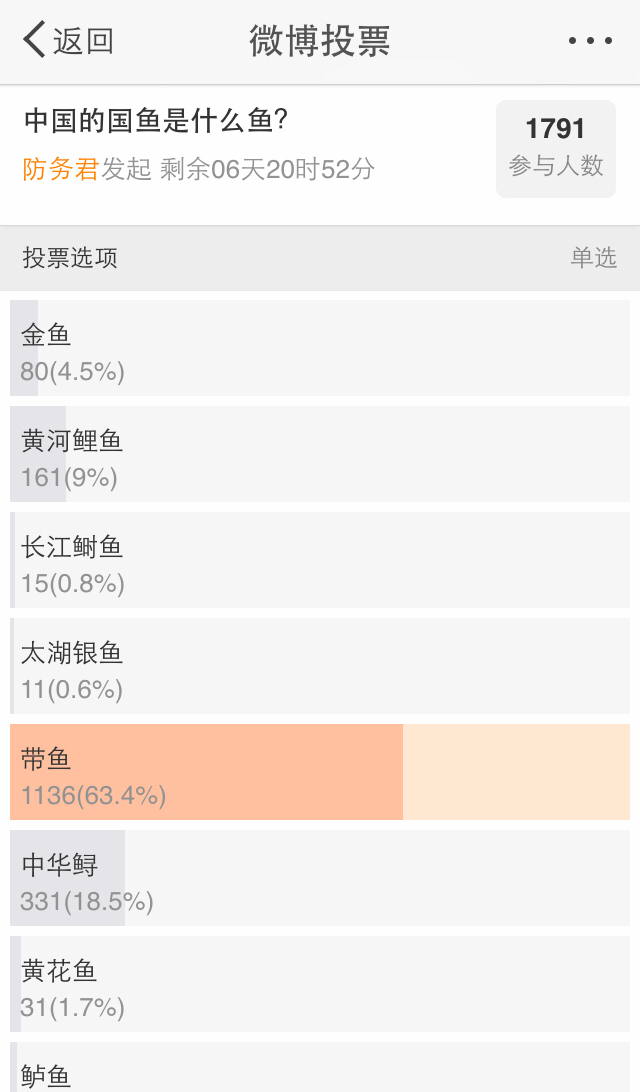 返回
微博投票
中国的国鱼是什么鱼?
防务君发起 剩余06天20时52分
1791
参与人数
投票选项
单选
金鱼
80(4.5%)
黄河鲤鱼
161(9%)
长江鲥鱼
15(0.8%)
太湖银鱼
11(0.6%)
带鱼
1136(63.4%)
中华鲟
331(18.5%)
黄花鱼
31(1.7%)
鲈鱼